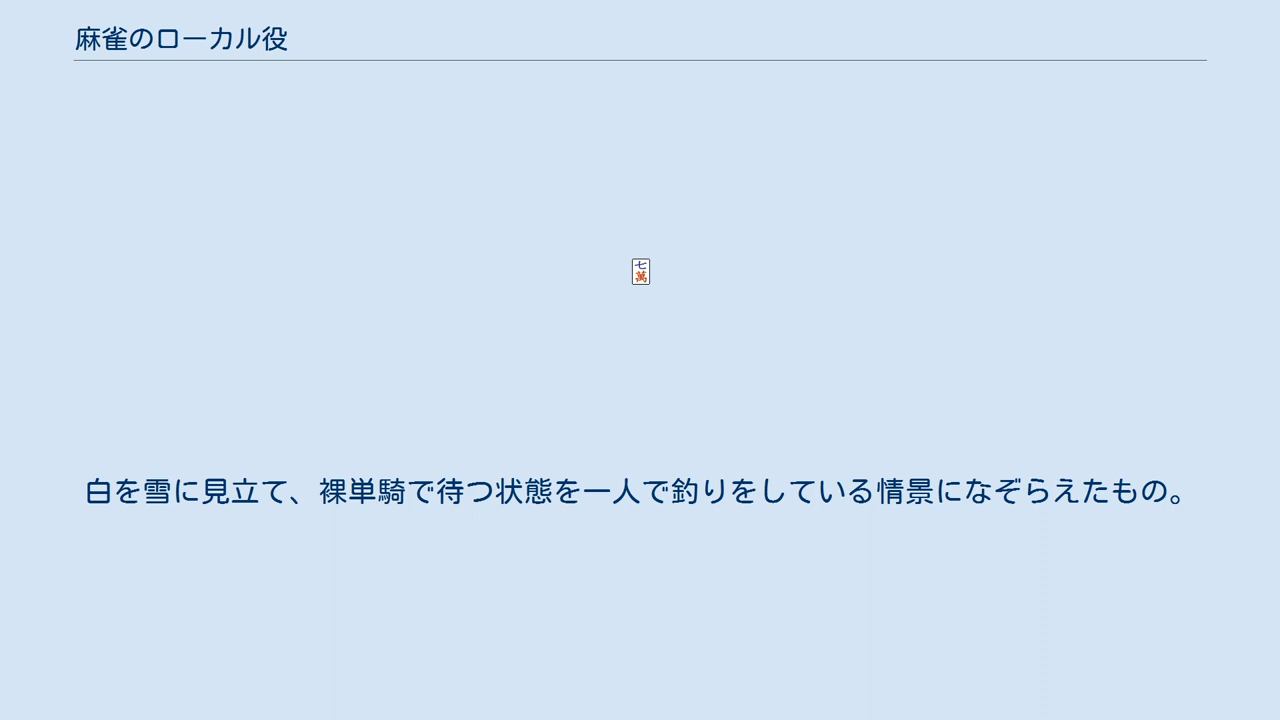 麻雀のローカル役
七
萬
白を雪に見立て、裸単騎で待つ状態を一人で釣りをしている情景になぞらえたもの。